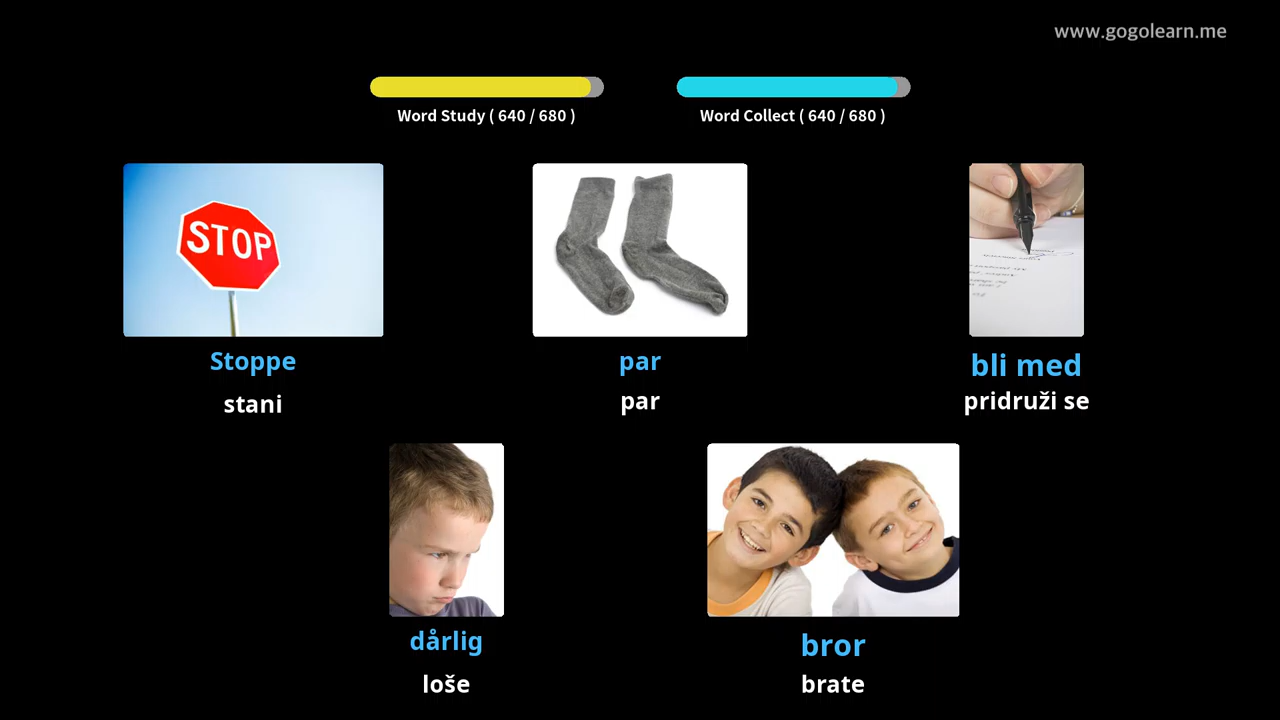 www.gogolearn.me
Word Study ( 640 / 680 )
Word Collect ( 640 / 680 )
STOP
Stoppe
stani
par
par
bli med
pridruži se
dårlig
loše
bror
brate